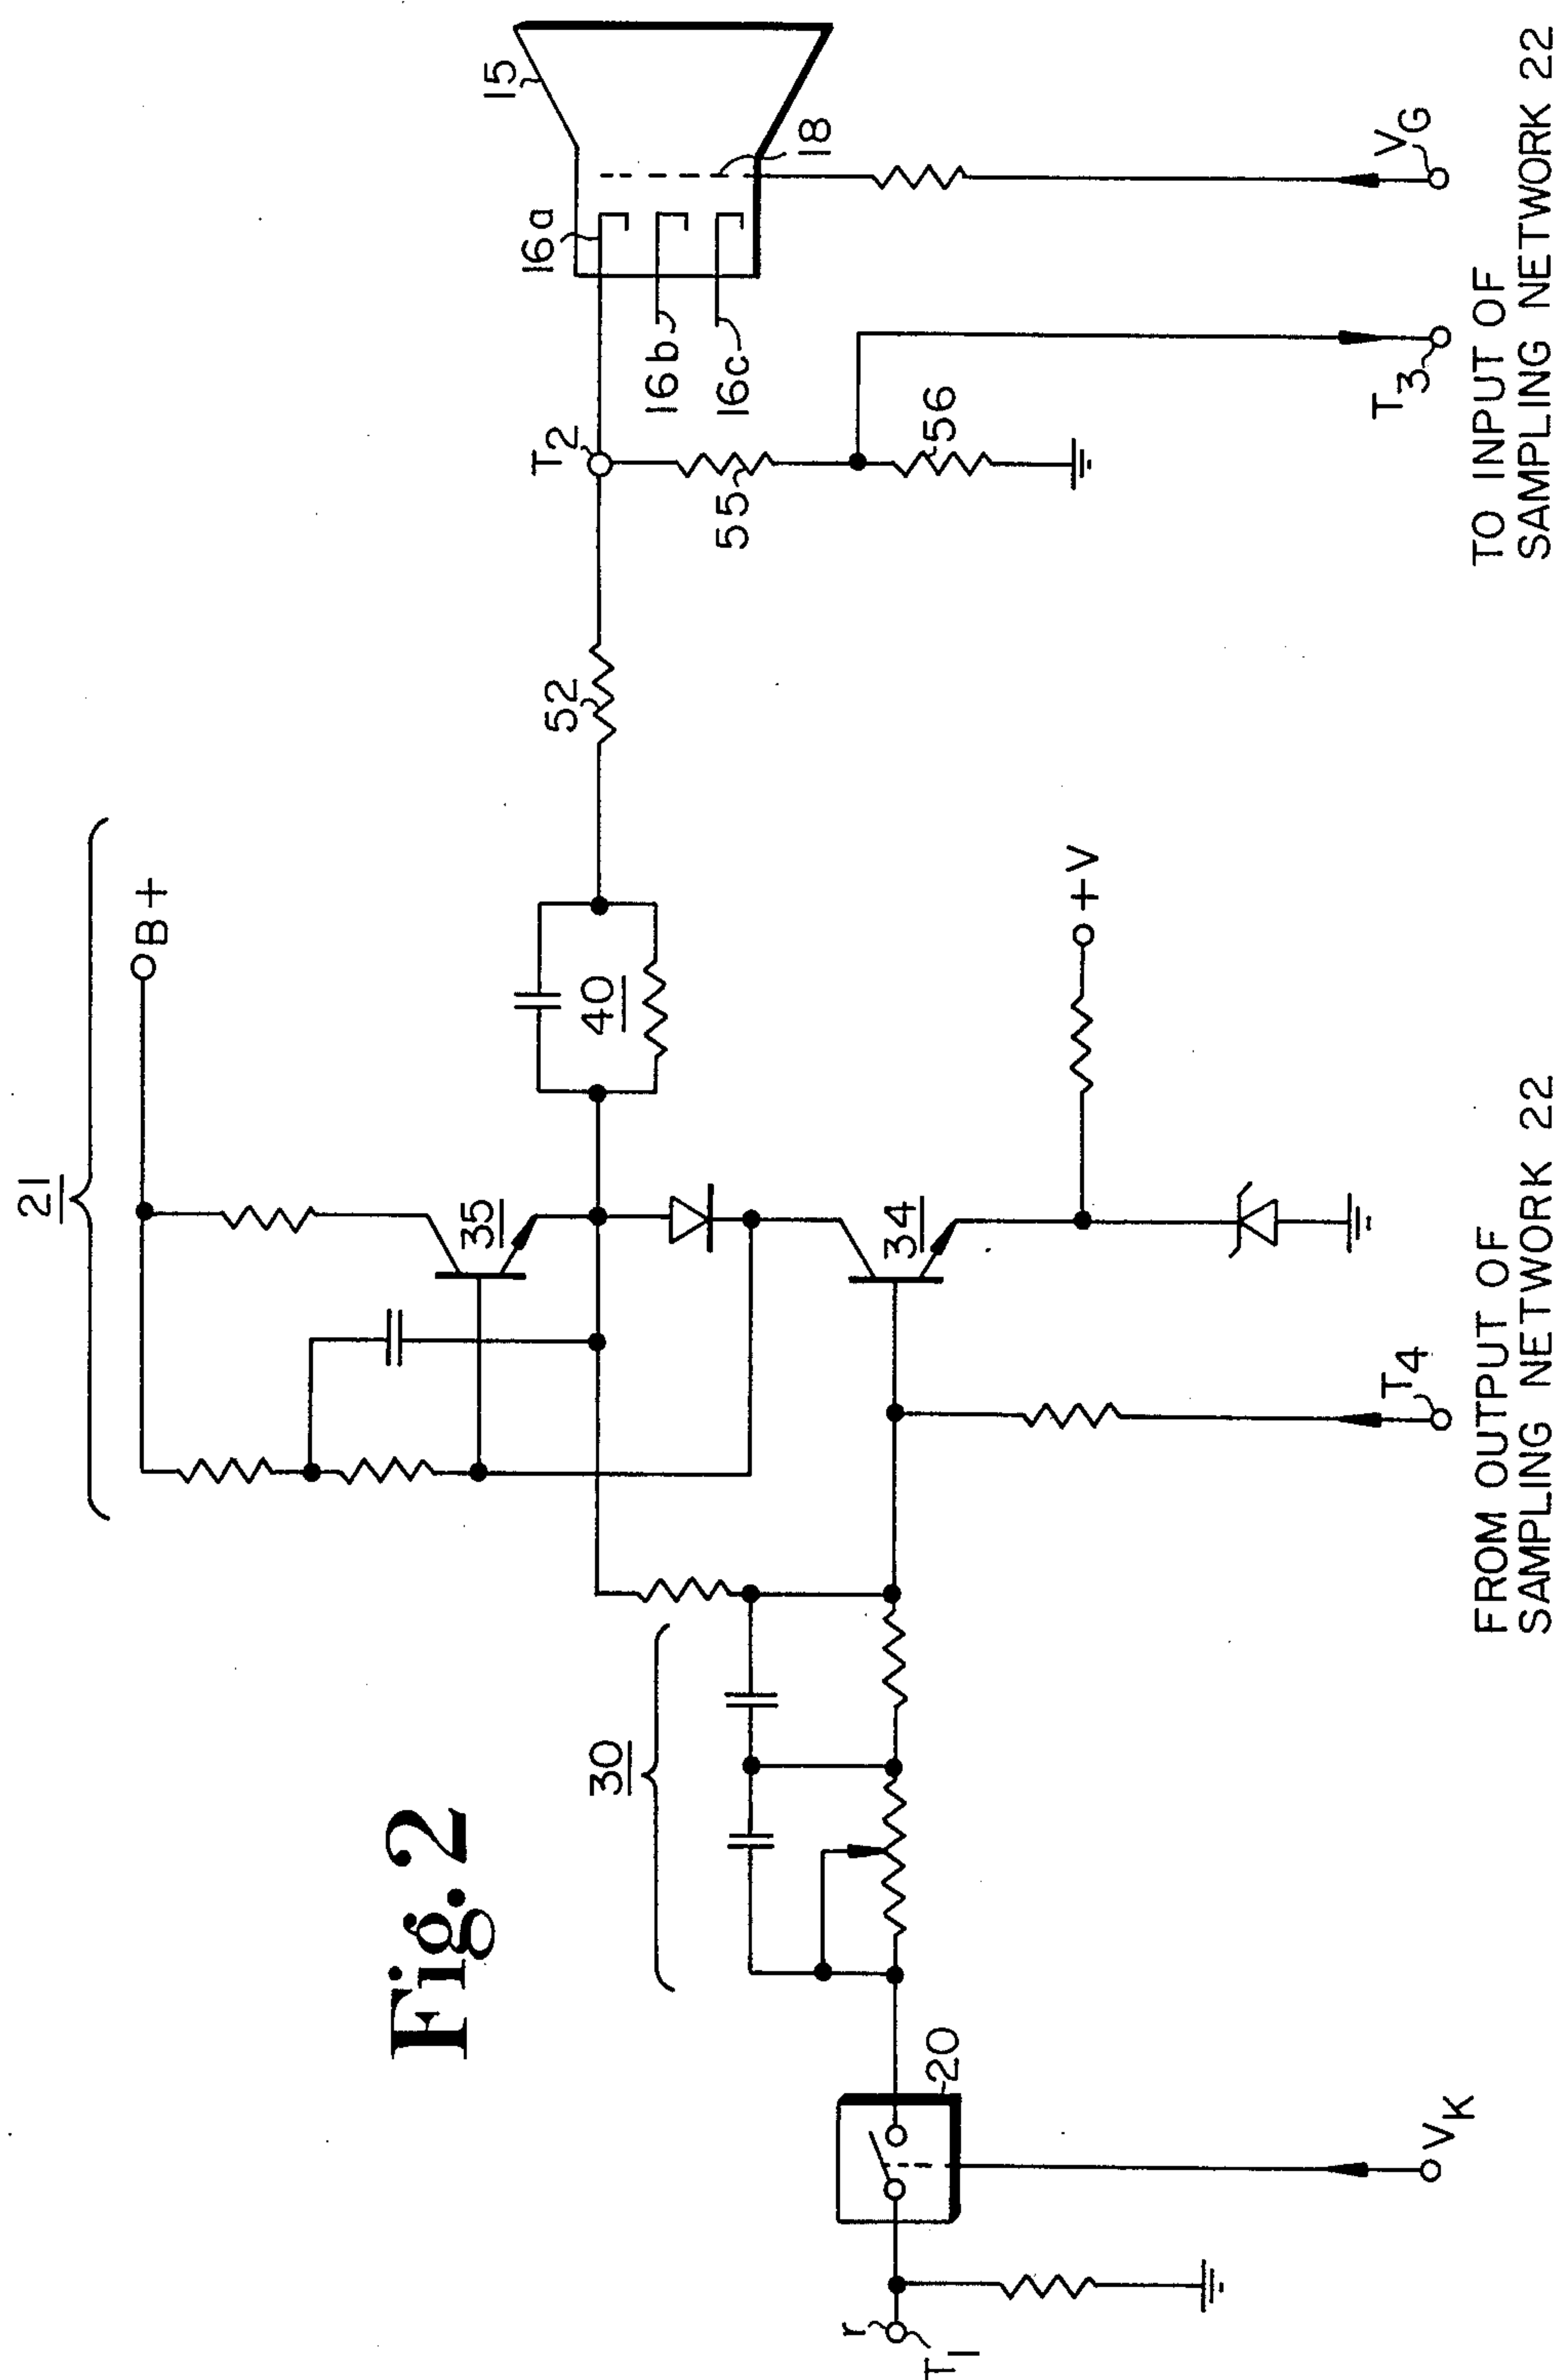 Fig. 2
21
B+
30
35
40
52
T2
55
56
16a
16b
16c
15
18
r
T1
20
VK
34
+V
T4
FROM OUTPUT OF
SAMPLING NETWORK 22
T3
TO INPUT OF
SAMPLING NETWORK 22
VG